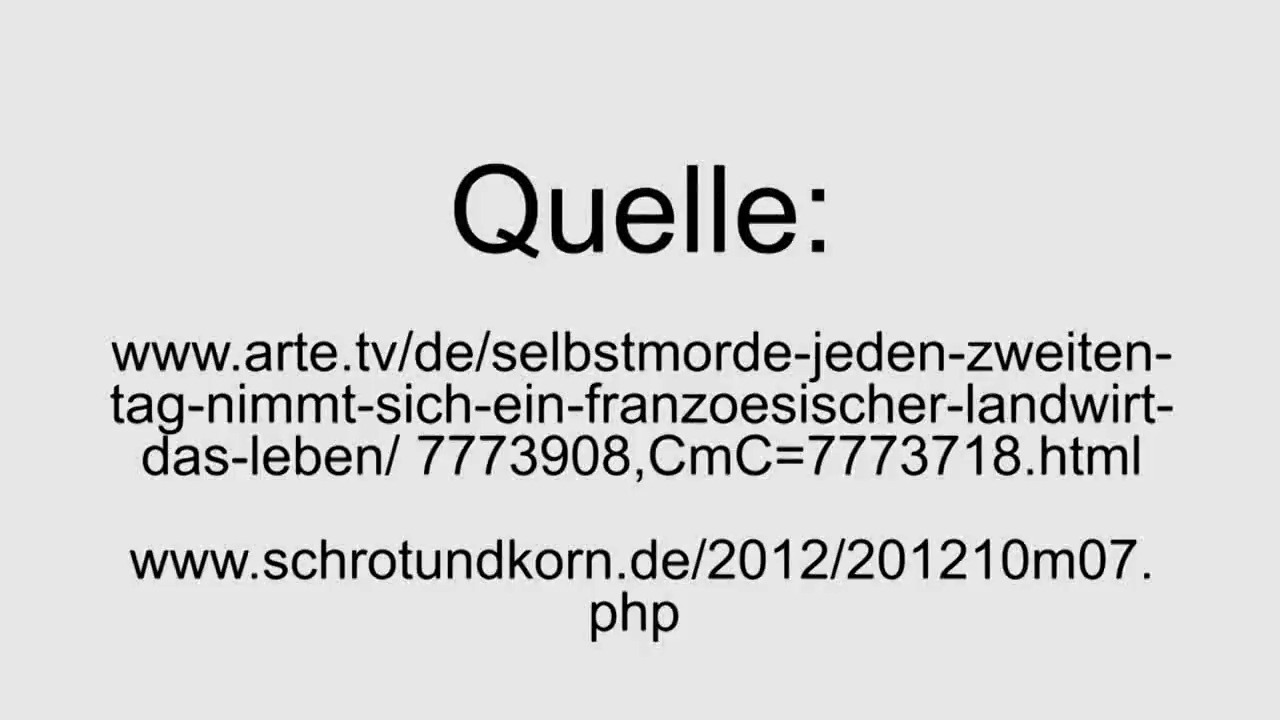 Quelle:
www.arte.tv/de/selbstmorde-jeden-zweiten-
tag-nimmt-sich-ein-franzoesischer-landwirt-
das-leben/ 7773908,CmC=7773718.html
www.schrotundkorn.de/2012/201210m07.
php